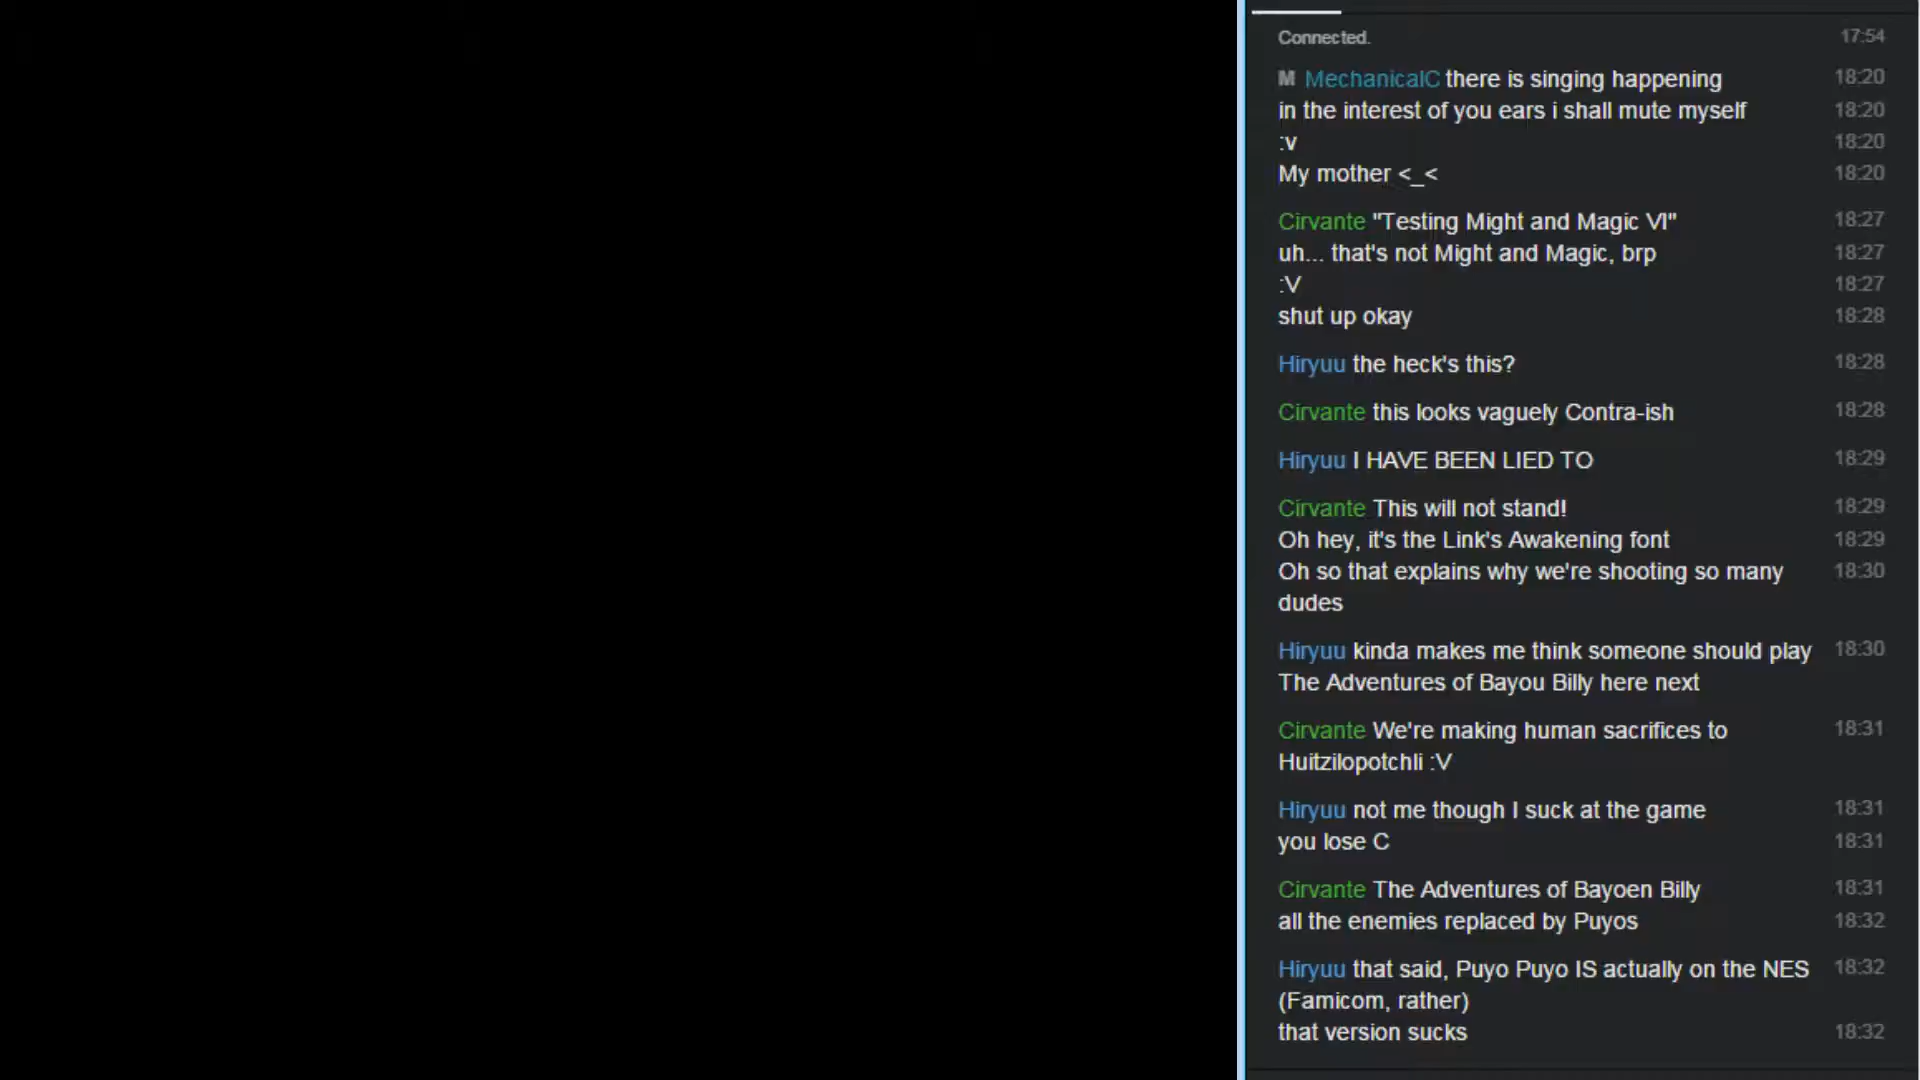 Connected. 17:54
M MechanicalC there is singing happening 18:20
in the interest of you ears i shall mute myself 18:20
:v 18:20
My mother <_< 18:20
Cirvante "Testing Might and Magic VI" 18:27
uh... that's not Might and Magic, brp 18:27
:V 18:27
shut up okay 18:28
Hiryuu the heck's this? 18:28
Cirvante this looks vaguely Contra-ish 18:28
Hiryuu I HAVE BEEN LIED TO 18:29
Cirvante This will not stand! 18:29
Oh hey, it's the Link's Awakening font 18:29
Oh so that explains why we're shooting so many 18:30
dudes
Hiryuu kinda makes me think someone should play 18:30
The Adventures of Bayou Billy here next
Cirvante We're making human sacrifices to 18:31
Huitzilopotchli :V
Hiryuu not me though I suck at the game 18:31
you lose C 18:31
Cirvante The Adventures of Bayoen Billy 18:31
all the enemies replaced by Puyos 18:32
Hiryuu that said, Puyo Puyo IS actually on the NES 18:32
(Famicom, rather)
that version sucks 18:32